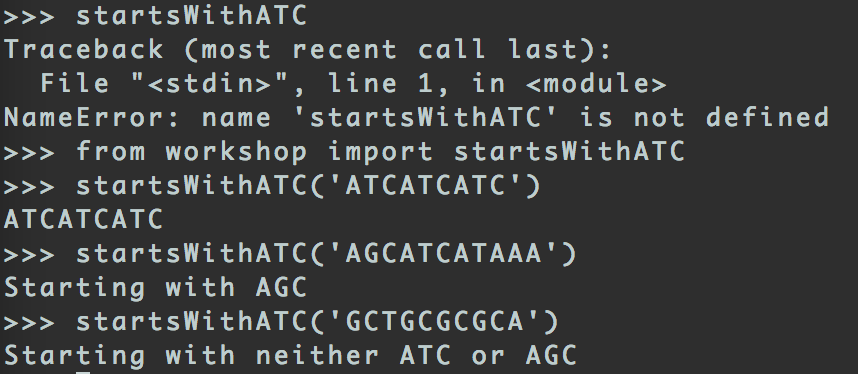 >>> startsWithATC
Traceback (most recent call last):
  File "<stdin>", line 1, in <module>
NameError: name 'startsWithATC' is not defined
>>> from workshop import startsWithATC
>>> startsWithATC('ATCATCATC')
ATCATCATC
>>> startsWithATC('AGCATCATAAA')
Starting with AGC
>>> startsWithATC('GCTGCGCGCA')
Starting with neither ATC or AGC